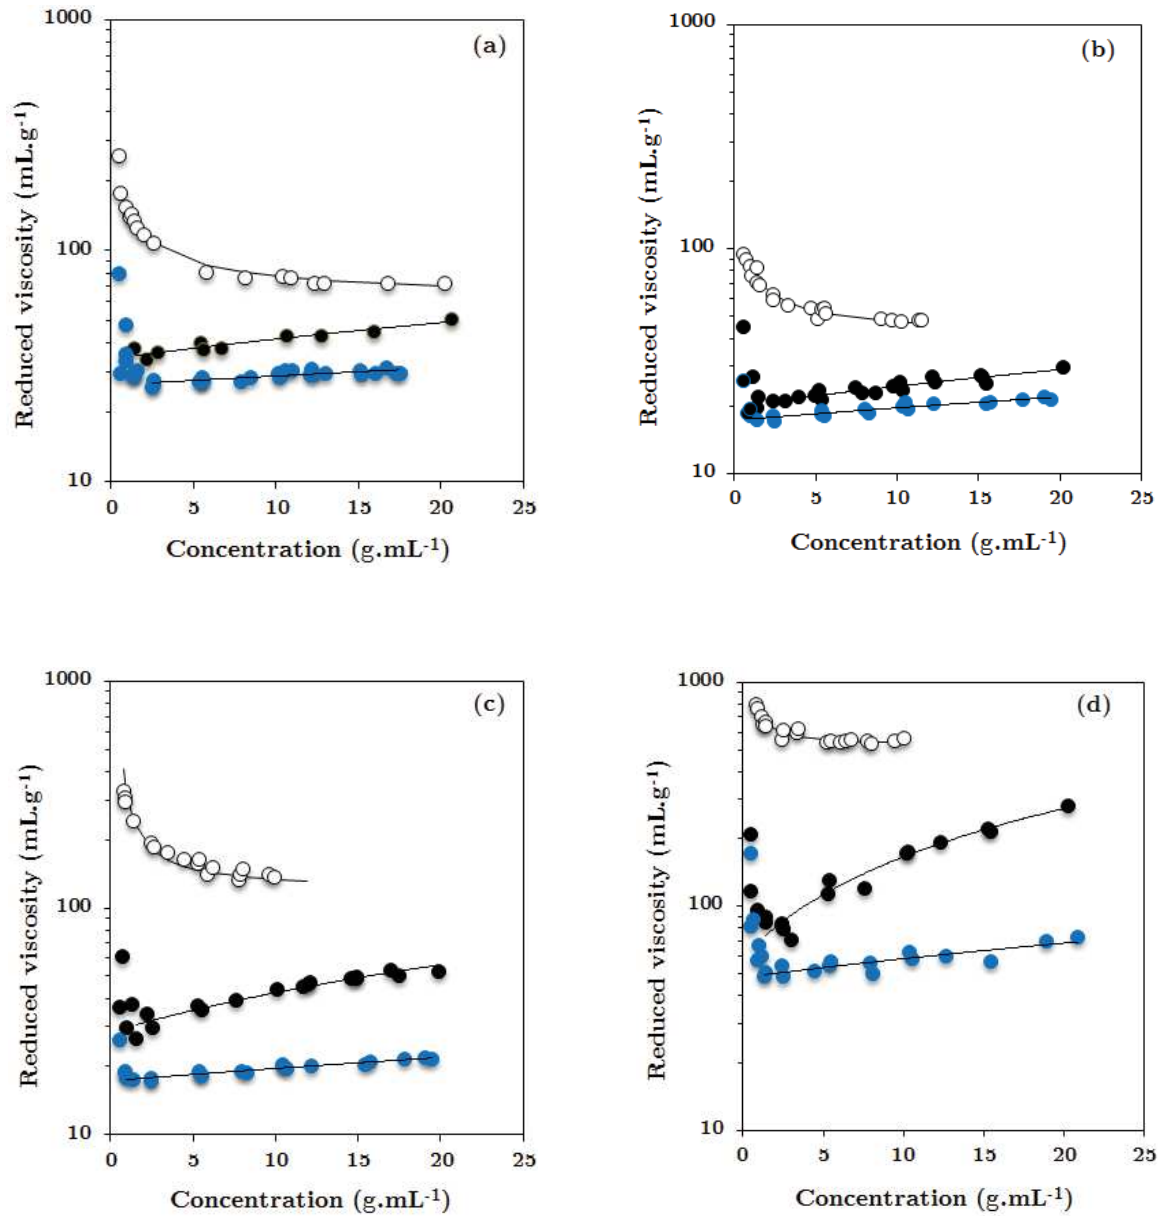 1000
100
10
0 5 10 15 20 25
Reduced viscosity (mL.g-1)
Concentration (g.mL-1)
(a)
1000
100
10
0 5 10 15 20 25
Reduced viscosity (mL.g-1)
Concentration (g.mL-1)
(b)
1000
100
10
0 5 10 15 20 25
Reduced viscosity (mL.g-1)
Concentration (g.mL-1)
(c)
1000
100
10
0 5 10 15 20 25
Reduced viscosity (mL.g-1)
Concentration (g.mL-1)
(d)